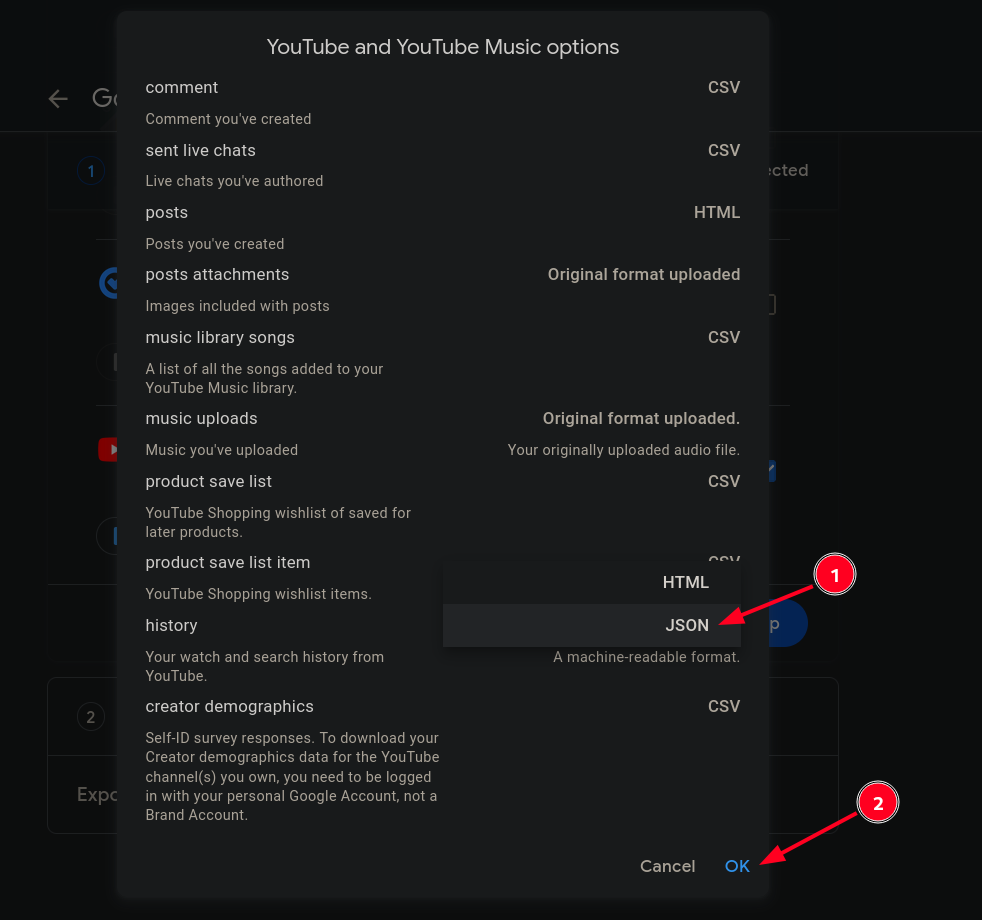 YouTube and YouTube Music options
comment CSV
Comment you've created
sent live chats CSV
Live chats you've authored
posts HTML
Posts you've created
posts attachments Original format uploaded
Images included with posts
music library songs CSV
A list of all the songs added to your
YouTube Music library.
music uploads Original format uploaded.
Music you've uploaded Your originally uploaded audio file.
product save list CSV
YouTube Shopping wishlist of saved for
later products.
product save list item CSV
HTML
1
YouTube Shopping wishlist items.
history JSON
Your watch and search history from A machine-readable format.
YouTube.
creator demographics CSV
Self-ID survey responses. To download your
Creator demographics data for the YouTube
channel(s) you own, you need to be logged
in with your personal Google Account, not a
Brand Account.
2
Cancel OK
Go
1
ected
p
2
Expo